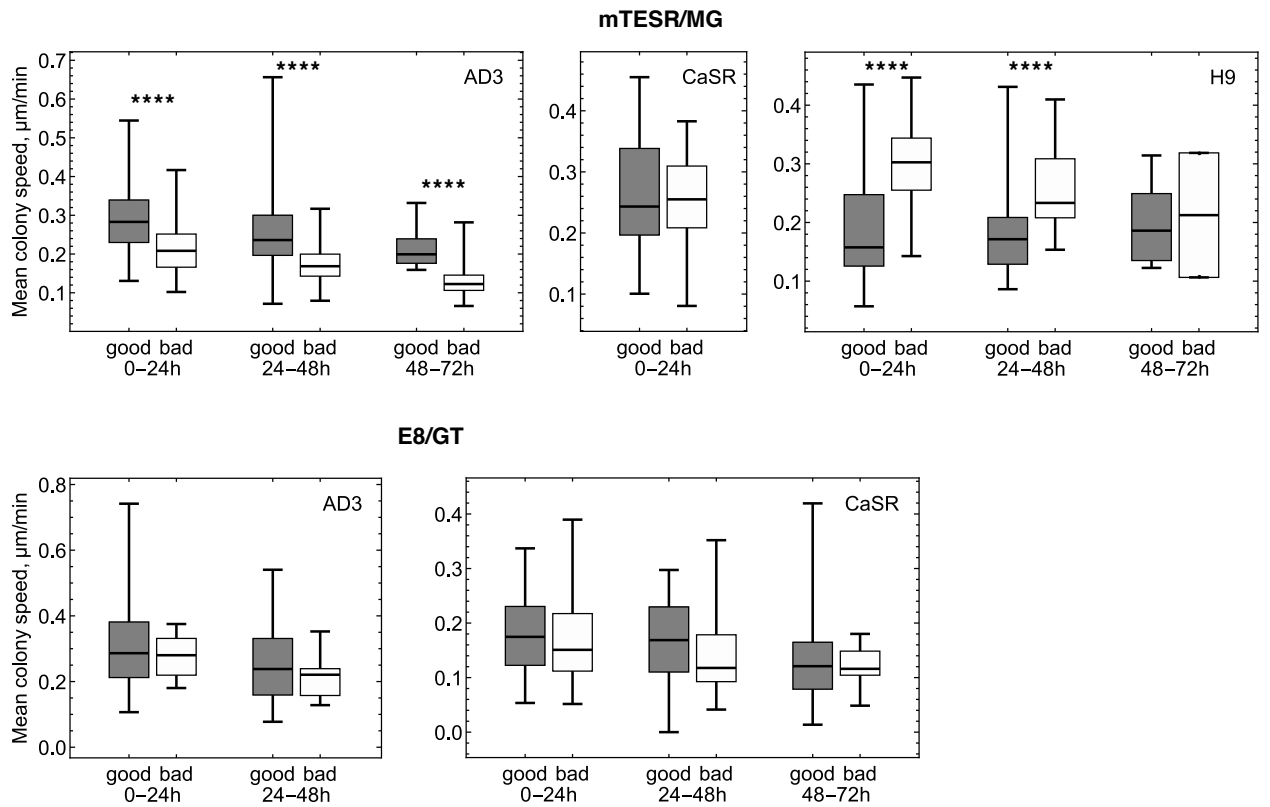 mTESR/MG
Mean colony speed, μm/min
0.7
0.6
0.5
0.4
0.3
0.2
0.1
AD3
****
****
****
good bad
0–24h
good bad
24–48h
good bad
48–72h
0.4
0.3
0.2
0.1
CaSR
good bad
0–24h
0.4
0.3
0.2
0.1
H9
****
****
good bad
0–24h
good bad
24–48h
good bad
48–72h
E8/GT
Mean colony speed, μm/min
0.8
0.6
0.4
0.2
0.0
AD3
good bad
0–24h
good bad
24–48h
0.4
0.3
0.2
0.1
0.0
CaSR
good bad
0–24h
good bad
24–48h
good bad
48–72h